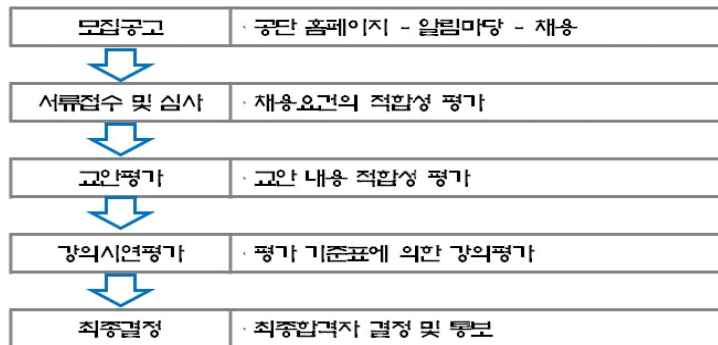 모집공고 · 공단 홈페이지 - 알림마당 - 채용
서류접수 및 심사 · 채용요건의 적합성 평가
교안평가 · 교안 내용 적합성 평가
강의시연평가 · 평가 기준표에 의한 강의평가
최종결정 · 최종합격자 결정 및 통보